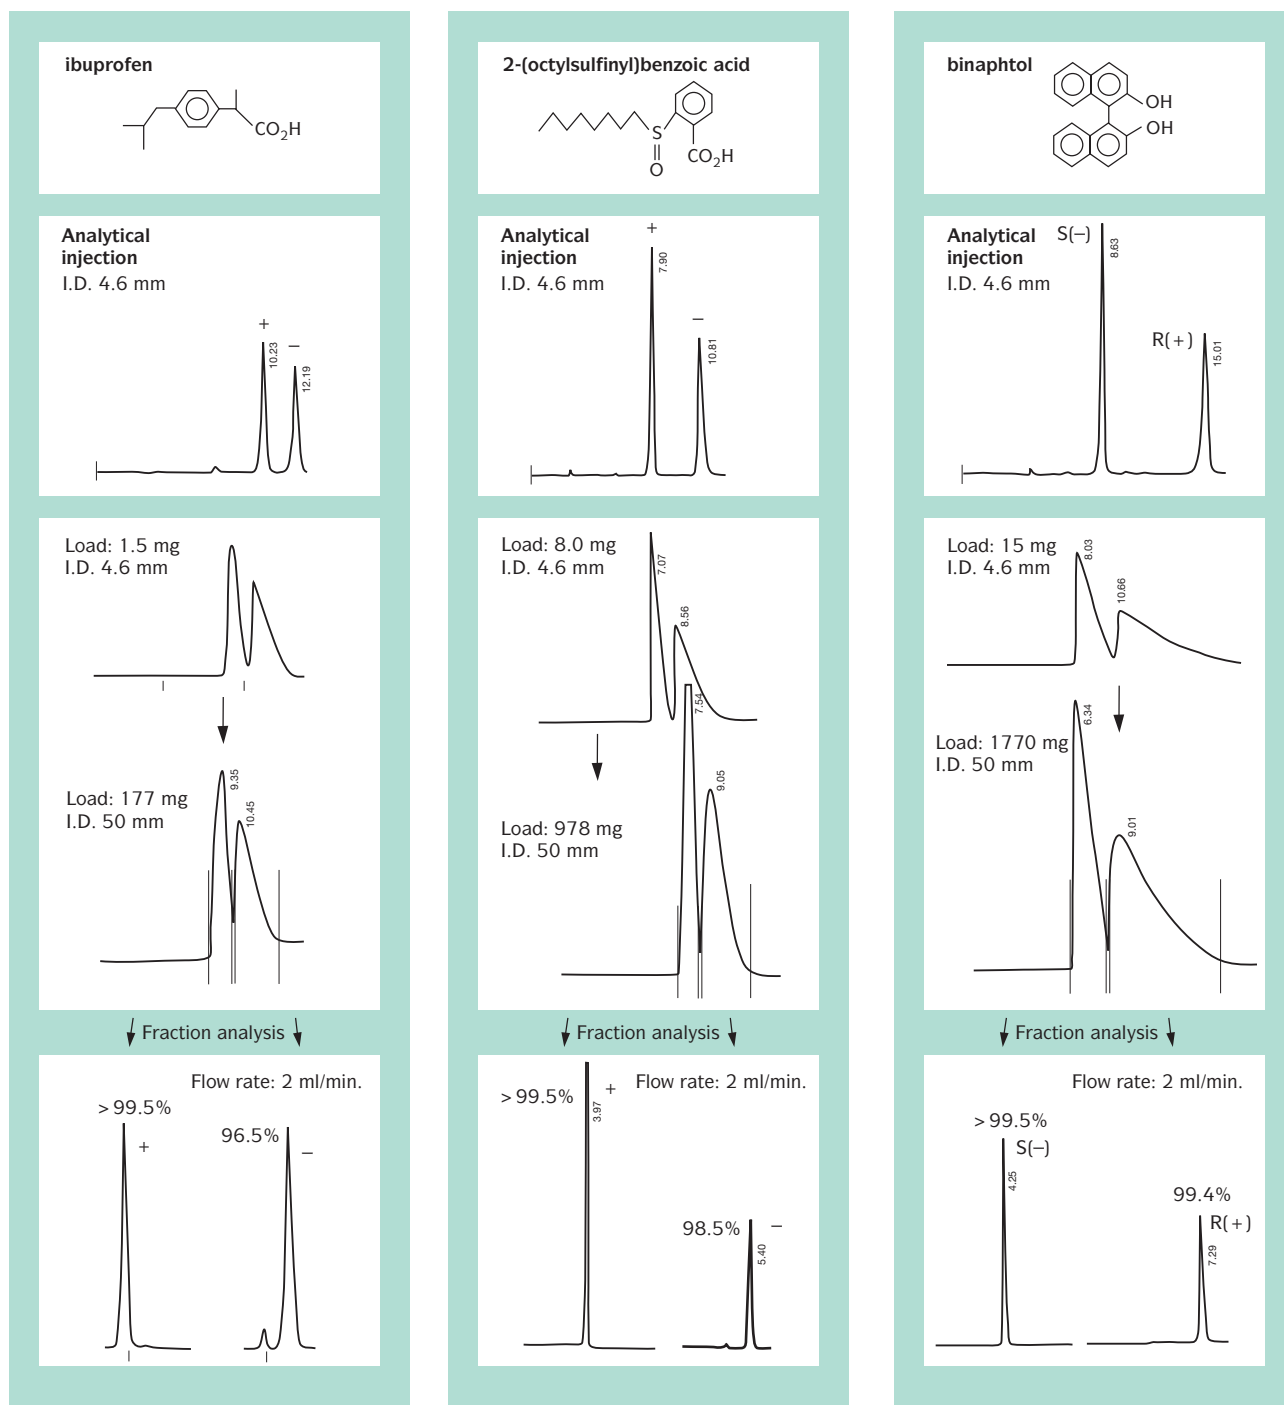 ibuprofen
CO2H
Analytical
injection
I.D. 4.6 mm
+
10.23
–
12.19
Load: 1.5 mg
I.D. 4.6 mm
9.35
10.45
Load: 177 mg
I.D. 50 mm
Fraction analysis
Flow rate: 2 ml/min.
> 99.5%
+
96.5%
–
2-(octylsulfinyl)benzoic acid
S
O
CO2H
Analytical
injection
I.D. 4.6 mm
+
7.90
–
10.81
Load: 8.0 mg
I.D. 4.6 mm
7.07
8.56
7.54
9.05
Load: 978 mg
I.D. 50 mm
Fraction analysis
Flow rate: 2 ml/min.
> 99.5%
+
3.97
98.5%
–
5.40
binaphtol
OH
OH
Analytical
injection
I.D. 4.6 mm
S(–)
8.63
R(+)
15.01
Load: 15 mg
I.D. 4.6 mm
8.03
10.66
Load: 1770 mg
I.D. 50 mm
6.34
9.01
Fraction analysis
Flow rate: 2 ml/min.
> 99.5%
S(–)
4.25
99.4%
R(+)
7.29